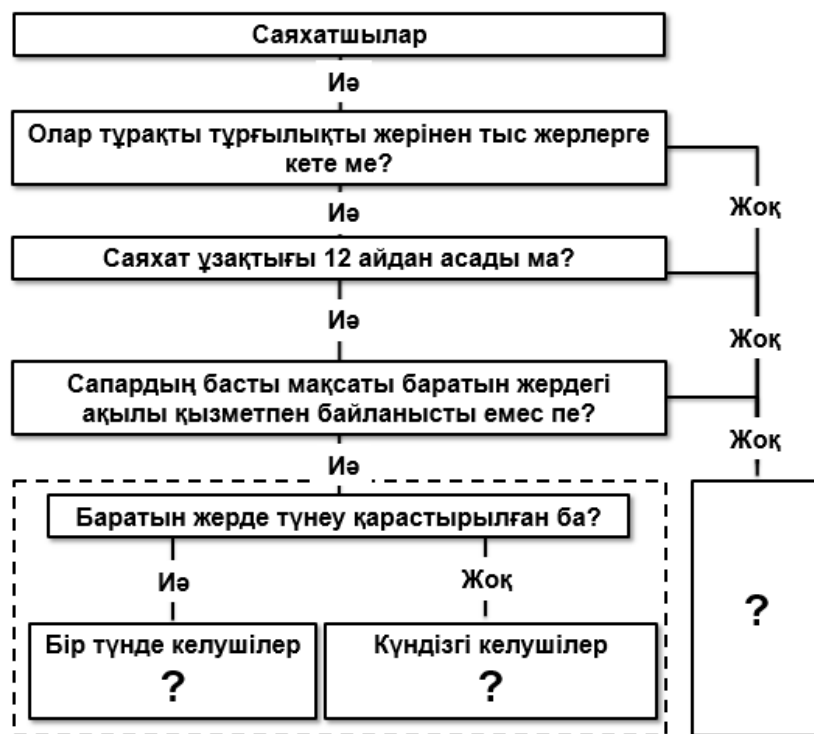 Саяхатшылар
Иә
Олар тұрақты тұрғылықты жерінен тыс жерлерге
кете ме?
Жоқ
Иә
Саяхат ұзақтығы 12 айдан асады ма?
Иә
Жоқ
Сапардың басты мақсаты баратын жердегі
ақылы қызметпен байланысты емес пе?
Жоқ
Иә
Баратын жерде түнеу қарастырылған ба?
Иә
Жоқ
?
Бір түнде келушілер
?
Күндізгі келушілер
?